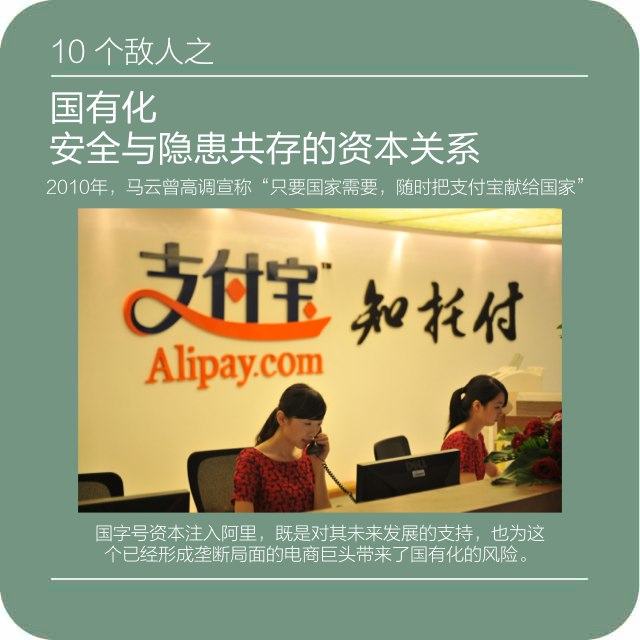 10 个敌人之
国有化
安全与隐患共存的资本关系
2010年，马云曾高调宣称“只要国家需要，随时把支付宝献给国家”
支付宝™
知托付
Alipay.com
国字号资本注入阿里，既是对其未来发展的支持，也为这
个已经形成垄断局面的电商巨头带来了国有化的风险。